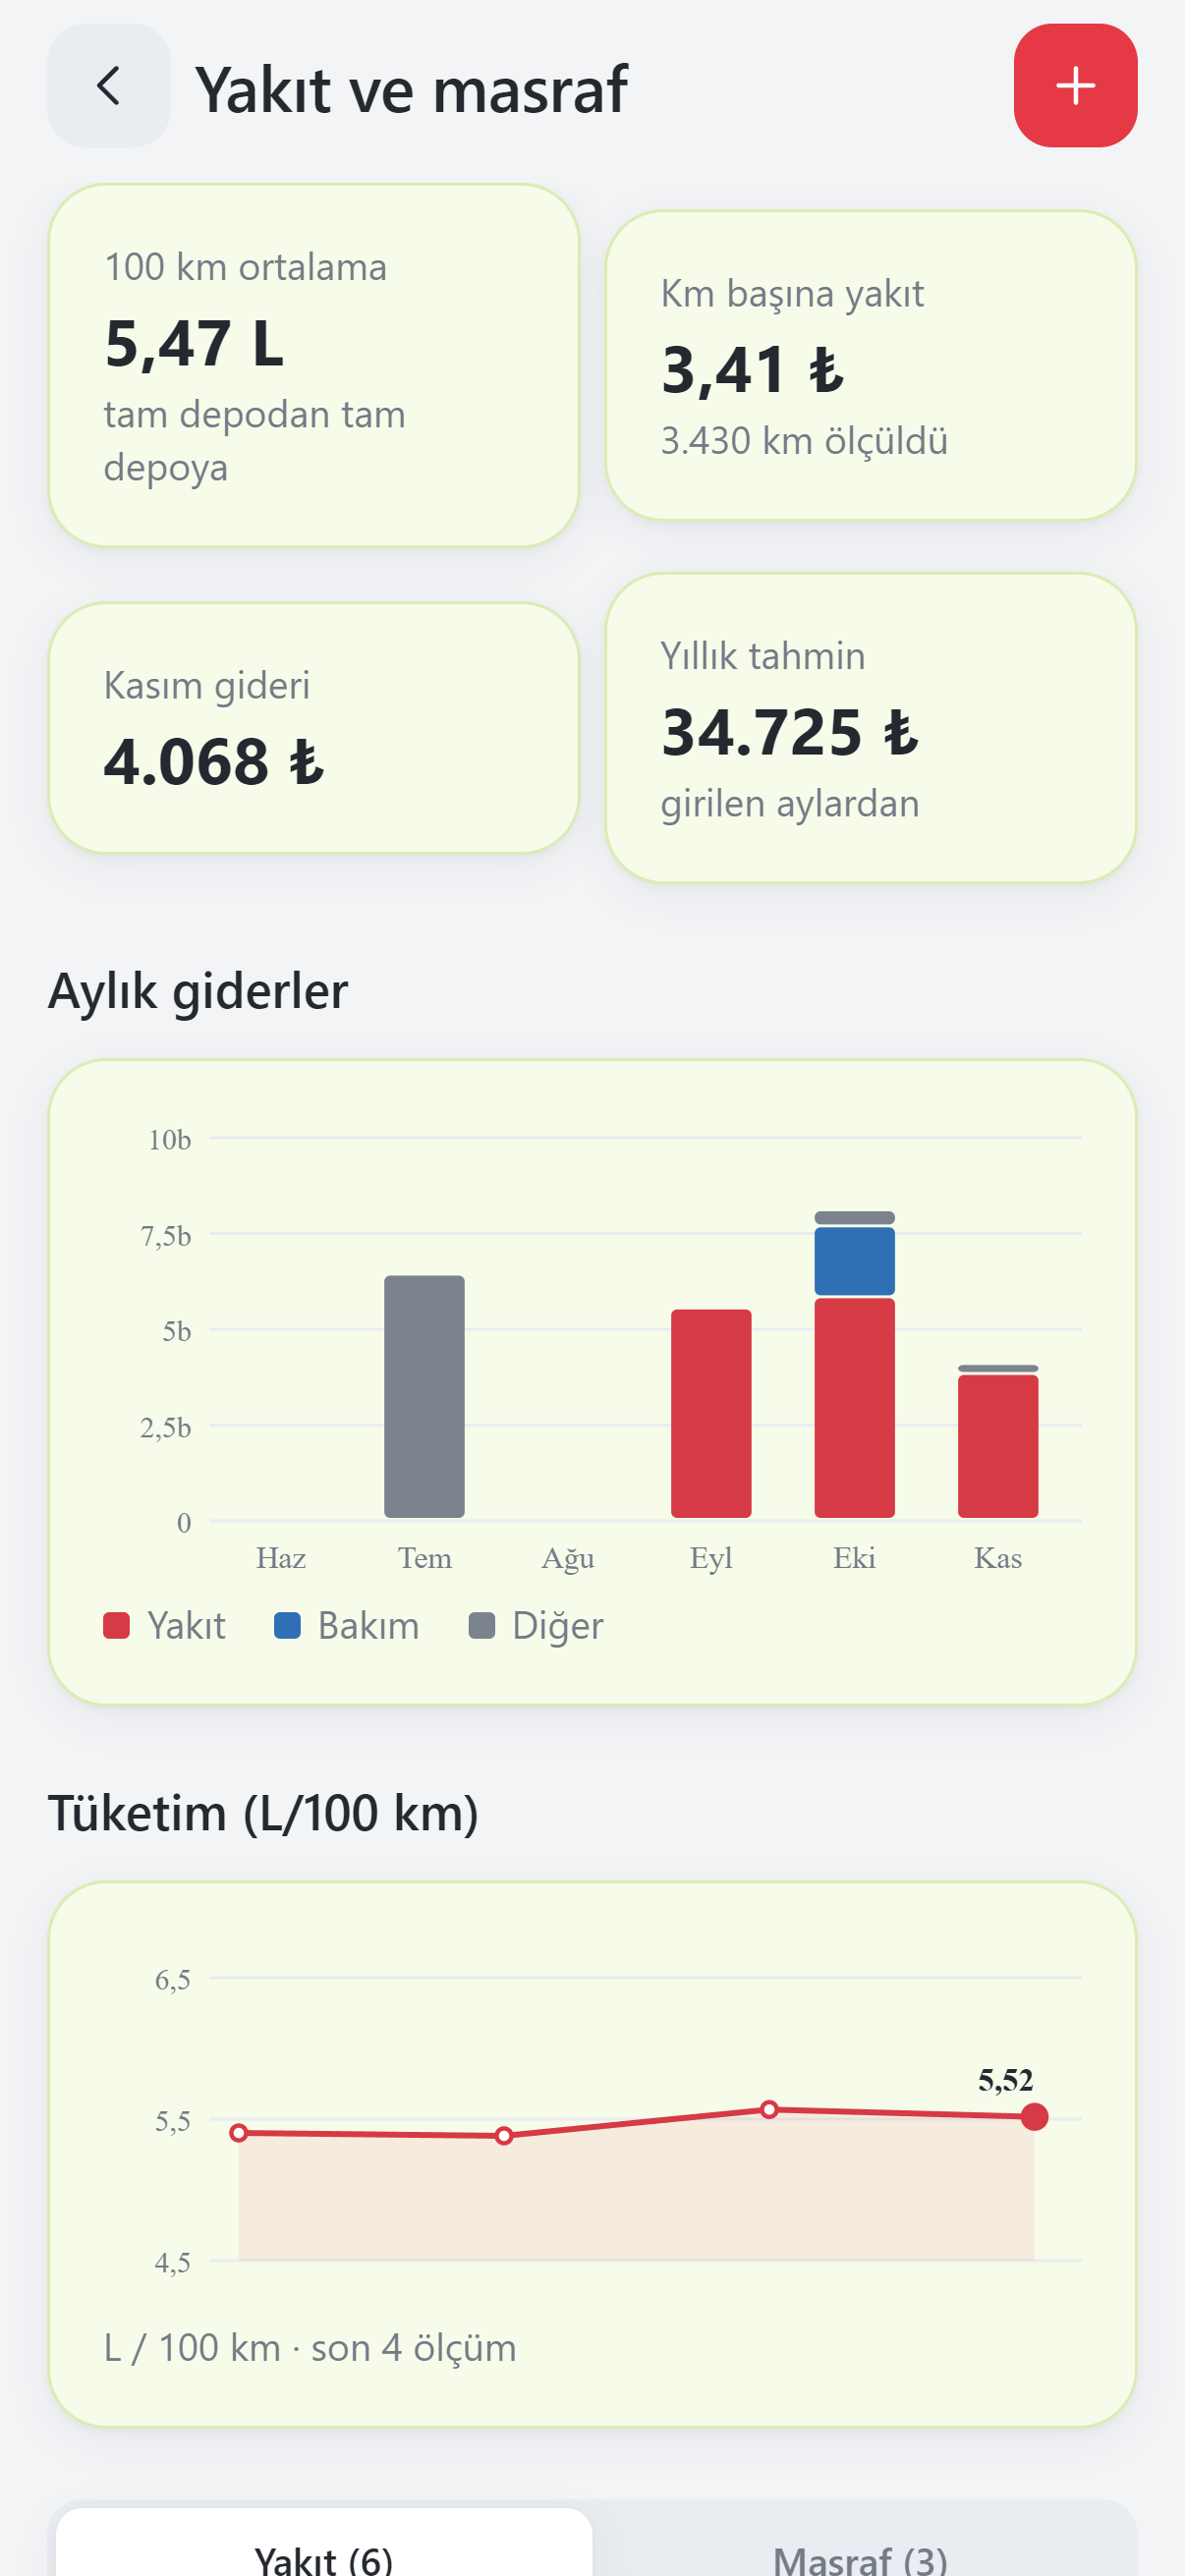 Yakıt ve masraf
100 km ortalama
5,47 L
tam depodan tam
depoya
Km başına yakıt
3,41 ₺
3.430 km ölçüldü
Kasım gideri
4.068 ₺
Yıllık tahmin
34.725 ₺
girilen aylardan
Aylık giderler
10b
7,5b
5b
2,5b
0
Haz Tem Ağu Eyl Eki Kas
Yakıt Bakım Diğer
Tüketim (L/100 km)
6,5
5,52
5,5
4,5
L / 100 km · son 4 ölçüm
Yakıt (6) Masraf (3)